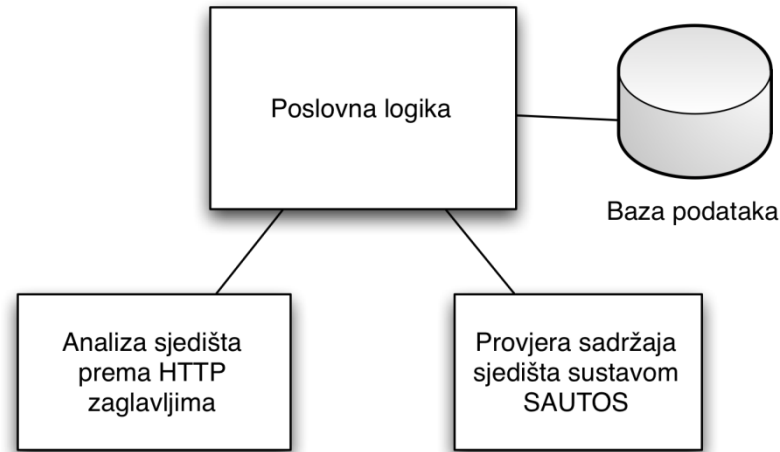 Poslovna logika
Baza podataka
Analiza sjedišta
prema HTTP
zaglavljima
Provjera sadržaja
sjedišta sustavom
SAUTOS